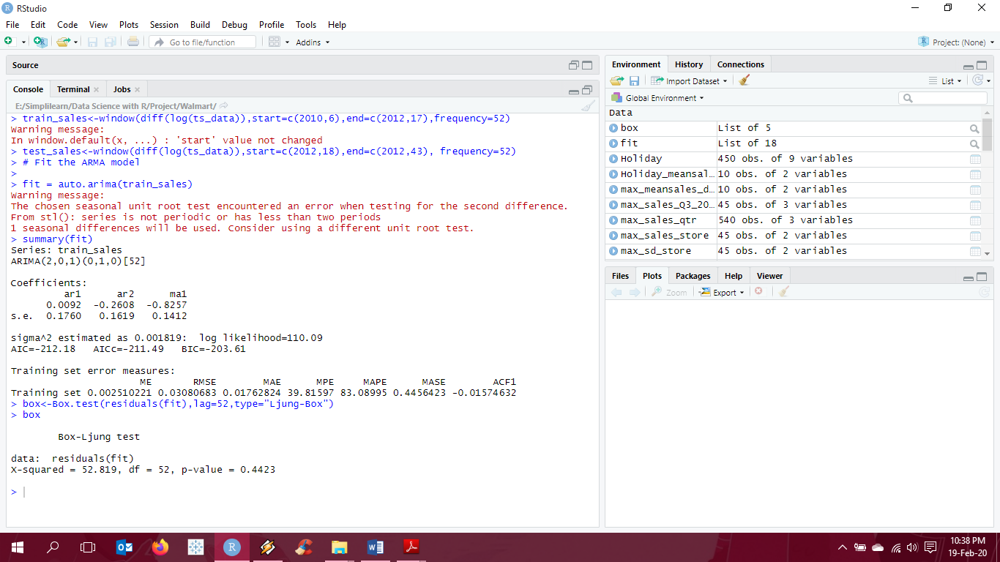 RStudio
File Edit Code View Plots Session Build Debug Profile Tools Help
Go to file/function Addins Project: (None)
Source
Console Terminal Jobs
E:/Simplilearn/Data Science with R/Project/Walmart/
> train_sales<-window(diff(log(ts_data)),start=c(2010,6),end=c(2012,17),frequency=52)
Warning message:
In window.default(x, ...) : 'start' value not changed
> test_sales<-window(diff(log(ts_data)),start=c(2012,18),end=c(2012,43), frequency=52)
> # Fit the ARMA model
>
> fit = auto.arima(train_sales)
Warning message:
The chosen seasonal unit root test encountered an error when testing for the second difference.
From stl(): series is not periodic or has less than two periods
1 seasonal differences will be used. Consider using a different unit root test.
> summary(fit)
Series: train_sales
ARIMA(2,0,1)(0,1,0)[52]
Coefficients:
ar1 ar2 ma1
0.0092 -0.2608 -0.8257
s.e. 0.1760 0.1619 0.1412
sigma^2 estimated as 0.001819: log likelihood=110.09
AIC=-212.18 AICc=-211.49 BIC=-203.61
Training set error measures:
ME RMSE MAE MPE MAPE MASE ACF1
Training set 0.002510221 0.03080683 0.01762824 39.81597 83.08995 0.4456423 -0.01574632
> box<-Box.test(residuals(fit),lag=52,type="Ljung-Box")
> box
Box-Ljung test
data: residuals(fit)
X-squared = 52.819, df = 52, p-value = 0.4423
>
Environment History Connections
Import Dataset List
Global Environment
Data
box List of 5
fit List of 18
Holiday 450 obs. of 9 variables
Holiday_meansal… 10 obs. of 2 variables
max_meansales_d… 10 obs. of 2 variables
max_sales_Q3_20… 45 obs. of 3 variables
max_sales_qtr 540 obs. of 3 variables
max_sales_store 45 obs. of 2 variables
max_sd_store 45 obs. of 2 variables
Files Plots Packages Help Viewer
Zoom Export
10:38 PM
19-Feb-20